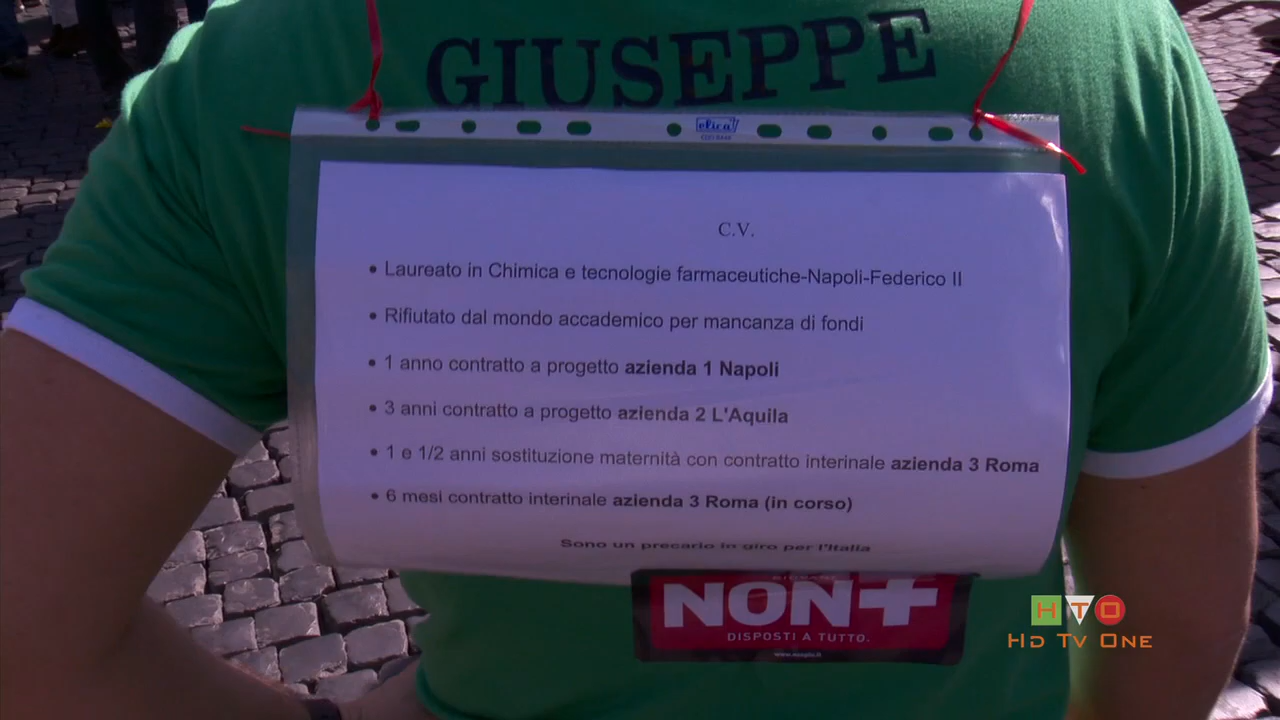 GIUSEPPE
elica
C.V.
• Laureato in Chimica e tecnologie farmaceutiche-Napoli-Federico II
• Rifiutato dal mondo accademico per mancanza di fondi
• 1 anno contratto a progetto azienda 1 Napoli
• 3 anni contratto a progetto azienda 2 L'Aquila
• 1 e 1/2 anni sostituzione maternità con contratto interinale azienda 3 Roma
• 6 mesi contratto interinale azienda 3 Roma (in corso)
Sono un precario in giro per l'Italia
NON+
DISPOSTI A TUTTO.
HTO
HD TV ONE